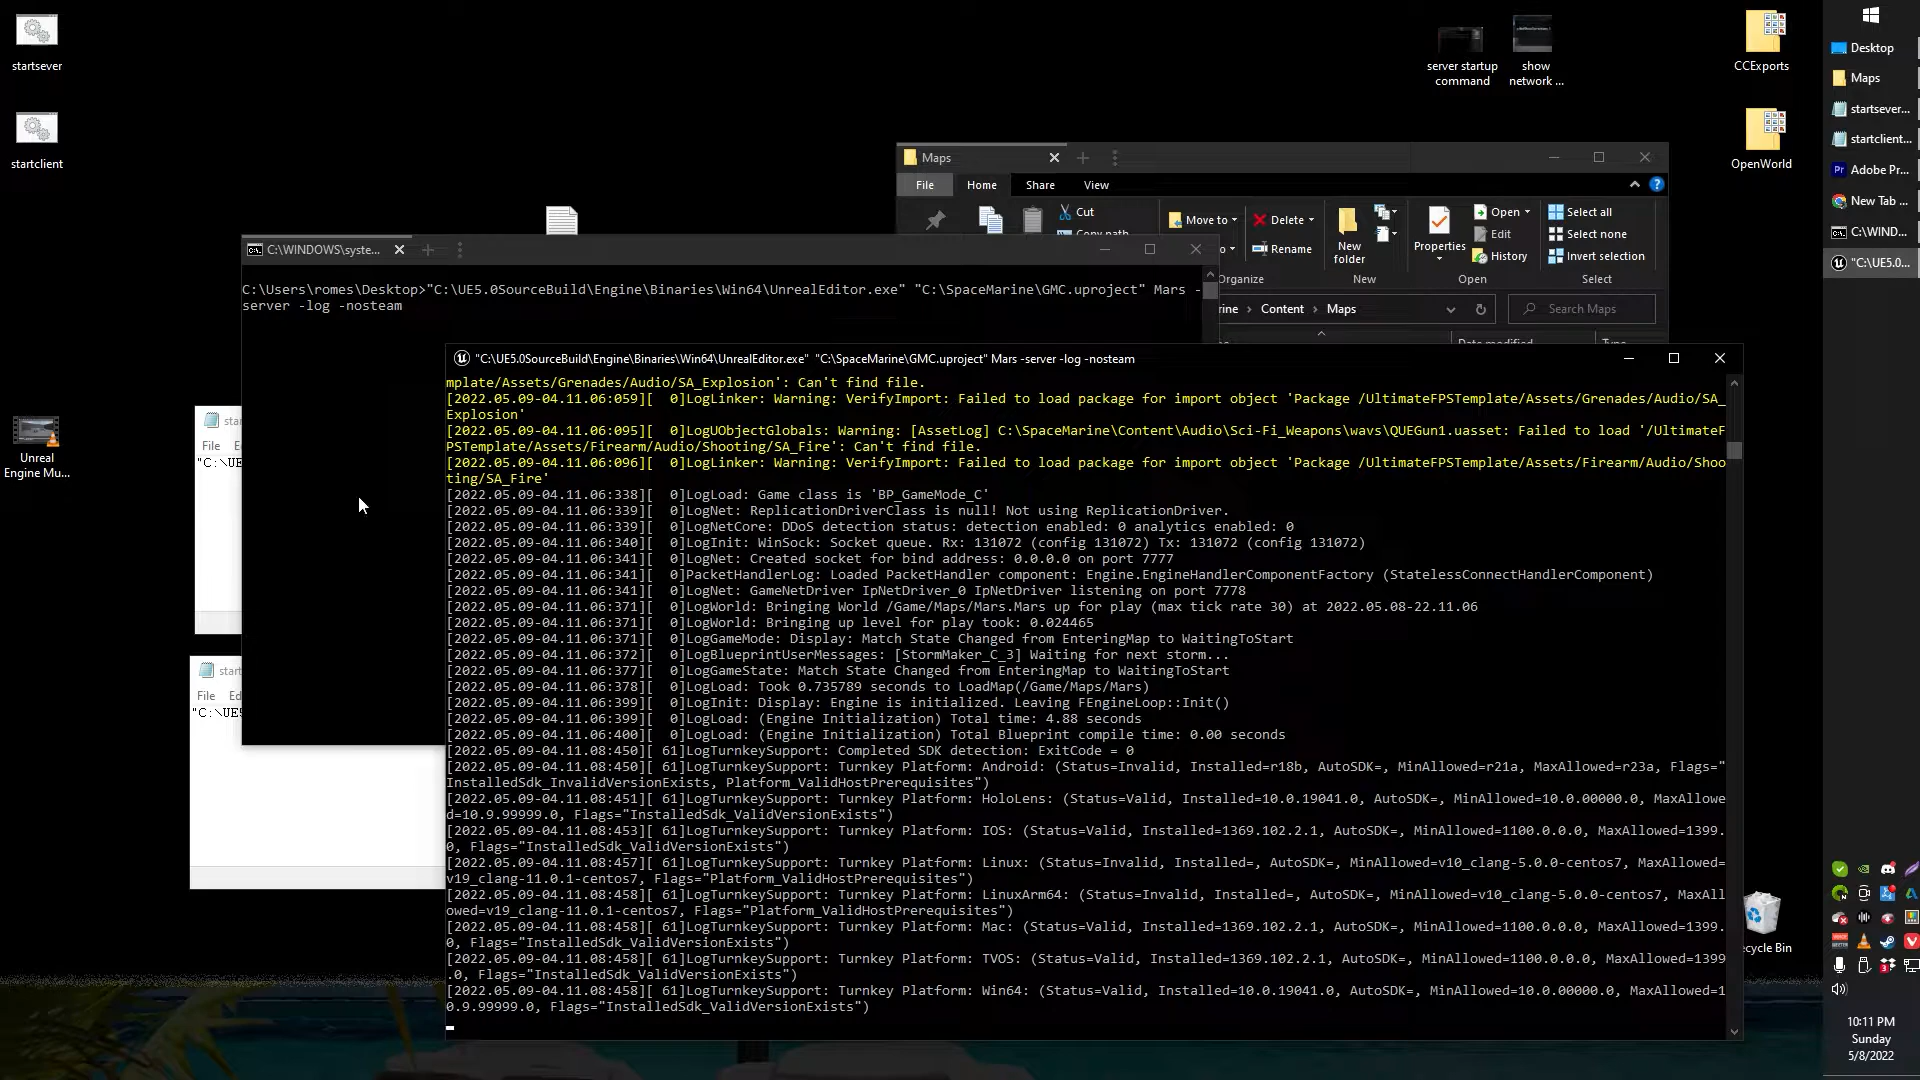 startsever
startclient
Unreal
Engine Mu...
server startup
command
show
network ...
CCExports
OpenWorld
Recycle Bin
Maps
File
Home
Share
View
Cut
Move to
Delete
Rename
New
folder
Properties
Open
Edit
History
Select all
Select none
Invert selection
Organize
New
Open
Select
Content
Maps
Search Maps
C:\WINDOWS\syste...
C:\Users\romes\Desktop>"C:\UE5.0SourceBuild\Engine\Binaries\Win64\UnrealEditor.exe" "C:\SpaceMarine\GMC.uproject" Mars -
server -log -nosteam
star
File
"C:\UE
start
File
Ed
"C:\UE5
"C:\UE5.0SourceBuild\Engine\Binaries\Win64\UnrealEditor.exe" "C:\SpaceMarine\GMC.uproject" Mars -server -log -nosteam
mplate/Assets/Grenades/Audio/SA_Explosion': Can't find file.
[2022.05.09-04.11.06:059][  0]LogLinker: Warning: VerifyImport: Failed to load package for import object 'Package /UltimateFPSTemplate/Assets/Grenades/Audio/SA_
Explosion'
[2022.05.09-04.11.06:095][  0]LogUObjectGlobals: Warning: [AssetLog] C:\SpaceMarine\Content\Audio\Sci-Fi_Weapons\wavs\QUEGun1.uasset: Failed to load '/UltimateF
PSTemplate/Assets/Firearm/Audio/Shooting/SA_Fire': Can't find file.
[2022.05.09-04.11.06:096][  0]LogLinker: Warning: VerifyImport: Failed to load package for import object 'Package /UltimateFPSTemplate/Assets/Firearm/Audio/Shoo
ting/SA_Fire'
[2022.05.09-04.11.06:338][  0]LogLoad: Game class is 'BP_GameMode_C'
[2022.05.09-04.11.06:339][  0]LogNet: ReplicationDriverClass is null! Not using ReplicationDriver.
[2022.05.09-04.11.06:339][  0]LogNetCore: DDoS detection status: detection enabled: 0 analytics enabled: 0
[2022.05.09-04.11.06:340][  0]LogInit: WinSock: Socket queue. Rx: 131072 (config 131072) Tx: 131072 (config 131072)
[2022.05.09-04.11.06:341][  0]LogNet: Created socket for bind address: 0.0.0.0 on port 7777
[2022.05.09-04.11.06:341][  0]PacketHandlerLog: Loaded PacketHandler component: Engine.EngineHandlerComponentFactory (StatelessConnectHandlerComponent)
[2022.05.09-04.11.06:341][  0]LogNet: GameNetDriver IpNetDriver_0 IpNetDriver listening on port 7778
[2022.05.09-04.11.06:371][  0]LogWorld: Bringing World /Game/Maps/Mars.Mars up for play (max tick rate 30) at 2022.05.08-22.11.06
[2022.05.09-04.11.06:371][  0]LogWorld: Bringing up level for play took: 0.024465
[2022.05.09-04.11.06:371][  0]LogGameMode: Display: Match State Changed from EnteringMap to WaitingToStart
[2022.05.09-04.11.06:372][  0]LogBlueprintUserMessages: [StormMaker_C_3] Waiting for next storm...
[2022.05.09-04.11.06:377][  0]LogGameState: Match State Changed from EnteringMap to WaitingToStart
[2022.05.09-04.11.06:378][  0]LogLoad: Took 0.735789 seconds to LoadMap(/Game/Maps/Mars)
[2022.05.09-04.11.06:399][  0]LogInit: Display: Engine is initialized. Leaving FEngineLoop::Init()
[2022.05.09-04.11.06:399][  0]LogLoad: (Engine Initialization) Total time: 4.88 seconds
[2022.05.09-04.11.06:400][  0]LogLoad: (Engine Initialization) Total Blueprint compile time: 0.00 seconds
[2022.05.09-04.11.08:450][ 61]LogTurnkeySupport: Completed SDK detection: ExitCode = 0
[2022.05.09-04.11.08:450][ 61]LogTurnkeySupport: Turnkey Platform: Android: (Status=Invalid, Installed=r18b, AutoSDK=, MinAllowed=r21a, MaxAllowed=r23a, Flags="
InstalledSdk_InvalidVersionExists, Platform_ValidHostPrerequisites")
[2022.05.09-04.11.08:451][ 61]LogTurnkeySupport: Turnkey Platform: HoloLens: (Status=Valid, Installed=10.0.19041.0, AutoSDK=, MinAllowed=10.0.00000.0, MaxAllowe
d=10.9.99999.0, Flags="InstalledSdk_ValidVersionExists")
[2022.05.09-04.11.08:453][ 61]LogTurnkeySupport: Turnkey Platform: IOS: (Status=Valid, Installed=1369.102.2.1, AutoSDK=, MinAllowed=1100.0.0.0, MaxAllowed=1399.
0, Flags="InstalledSdk_ValidVersionExists")
[2022.05.09-04.11.08:457][ 61]LogTurnkeySupport: Turnkey Platform: Linux: (Status=Invalid, Installed=, AutoSDK=, MinAllowed=v10_clang-5.0.0-centos7, MaxAllowed=
v19_clang-11.0.1-centos7, Flags="Platform_ValidHostPrerequisites")
[2022.05.09-04.11.08:458][ 61]LogTurnkeySupport: Turnkey Platform: LinuxArm64: (Status=Invalid, Installed=, AutoSDK=, MinAllowed=v10_clang-5.0.0-centos7, MaxAll
owed=v19_clang-11.0.1-centos7, Flags="Platform_ValidHostPrerequisites")
[2022.05.09-04.11.08:458][ 61]LogTurnkeySupport: Turnkey Platform: Mac: (Status=Valid, Installed=1369.102.2.1, AutoSDK=, MinAllowed=1100.0.0.0, MaxAllowed=1399.
0, Flags="InstalledSdk_ValidVersionExists")
[2022.05.09-04.11.08:458][ 61]LogTurnkeySupport: Turnkey Platform: TVOS: (Status=Valid, Installed=1369.102.2.1, AutoSDK=, MinAllowed=1100.0.0.0, MaxAllowed=1399
.0, Flags="InstalledSdk_ValidVersionExists")
[2022.05.09-04.11.08:458][ 61]LogTurnkeySupport: Turnkey Platform: Win64: (Status=Valid, Installed=10.0.19041.0, AutoSDK=, MinAllowed=10.0.00000.0, MaxAllowed=1
0.9.99999.0, Flags="InstalledSdk_ValidVersionExists")
Desktop
Maps
startsever...
startclient...
Adobe Pr...
New Tab ...
C:\WIND...
"C:\UE5.0...
10:11 PM
Sunday
5/8/2022